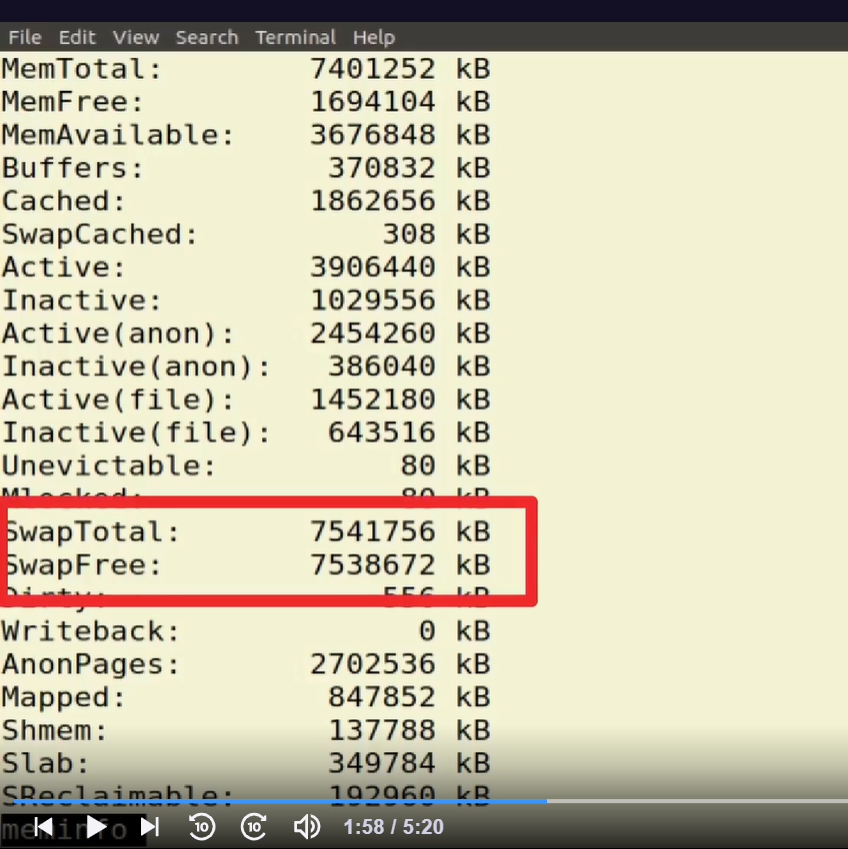 File Edit View Search Terminal Help
MemTotal: 7401252 kB
MemFree: 1694104 kB
MemAvailable: 3676848 kB
Buffers: 370832 kB
Cached: 1862656 kB
SwapCached: 308 kB
Active: 3906440 kB
Inactive: 1029556 kB
Active(anon): 2454260 kB
Inactive(anon): 386040 kB
Active(file): 1452180 kB
Inactive(file): 643516 kB
Unevictable: 80 kB
Mlocked: 80 kB
SwapTotal: 7541756 kB
SwapFree: 7538672 kB
Dirty: 556 kB
Writeback: 0 kB
AnonPages: 2702536 kB
Mapped: 847852 kB
Shmem: 137788 kB
Slab: 349784 kB
SReclaimable: 192960 kB
meminfo
10 10 1:58 / 5:20